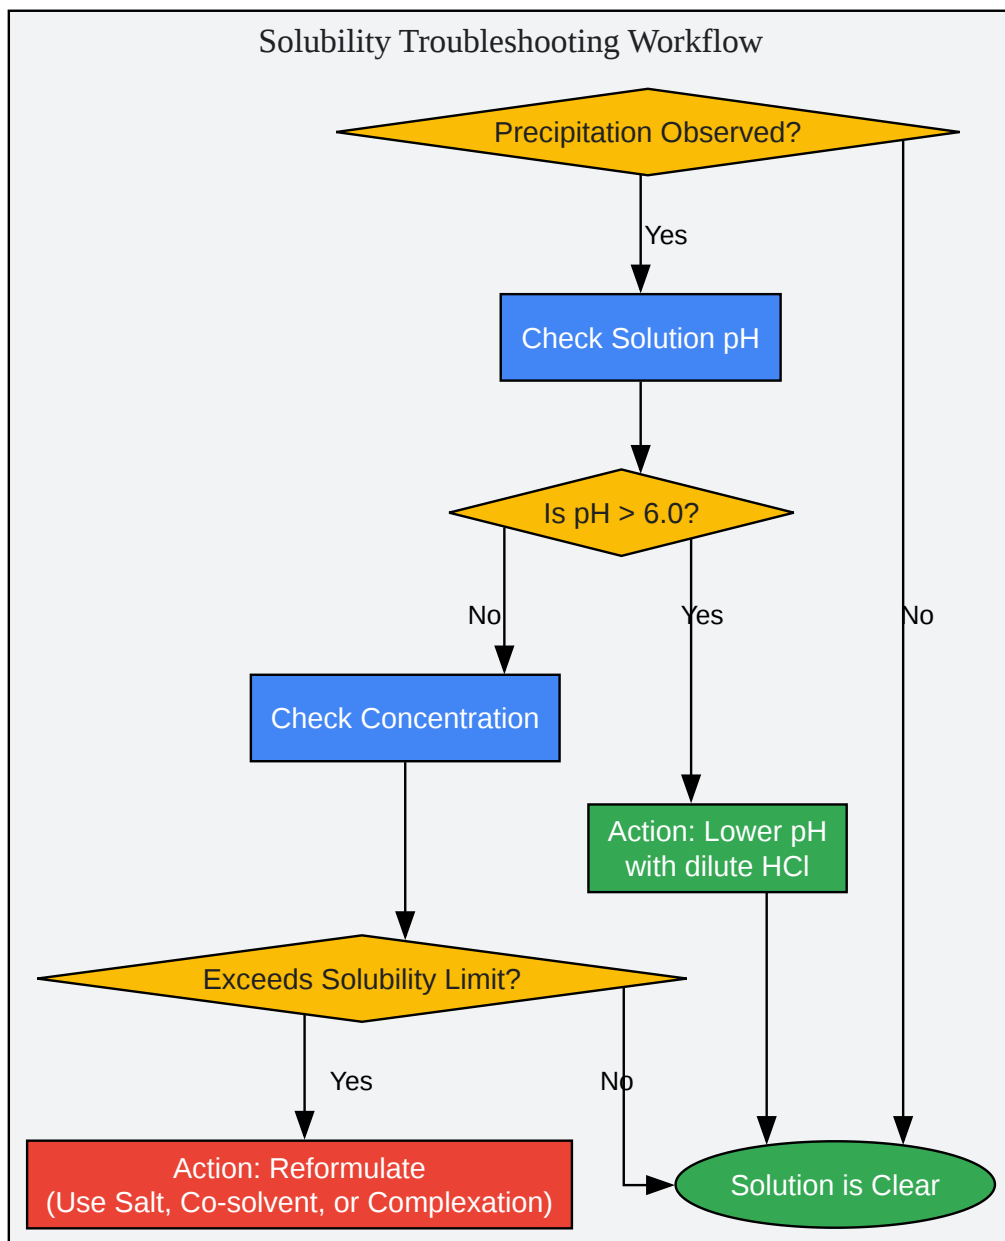 Solubility Troubleshooting Workflow
Precipitation Observed?
Yes
Check Solution pH
Is pH > 6.0?
No
Yes
No
Check Concentration
Action: Lower pH
with dilute HCl
Exceeds Solubility Limit?
Yes
No
Action: Reformulate
(Use Salt, Co-solvent, or Complexation)
Solution is Clear